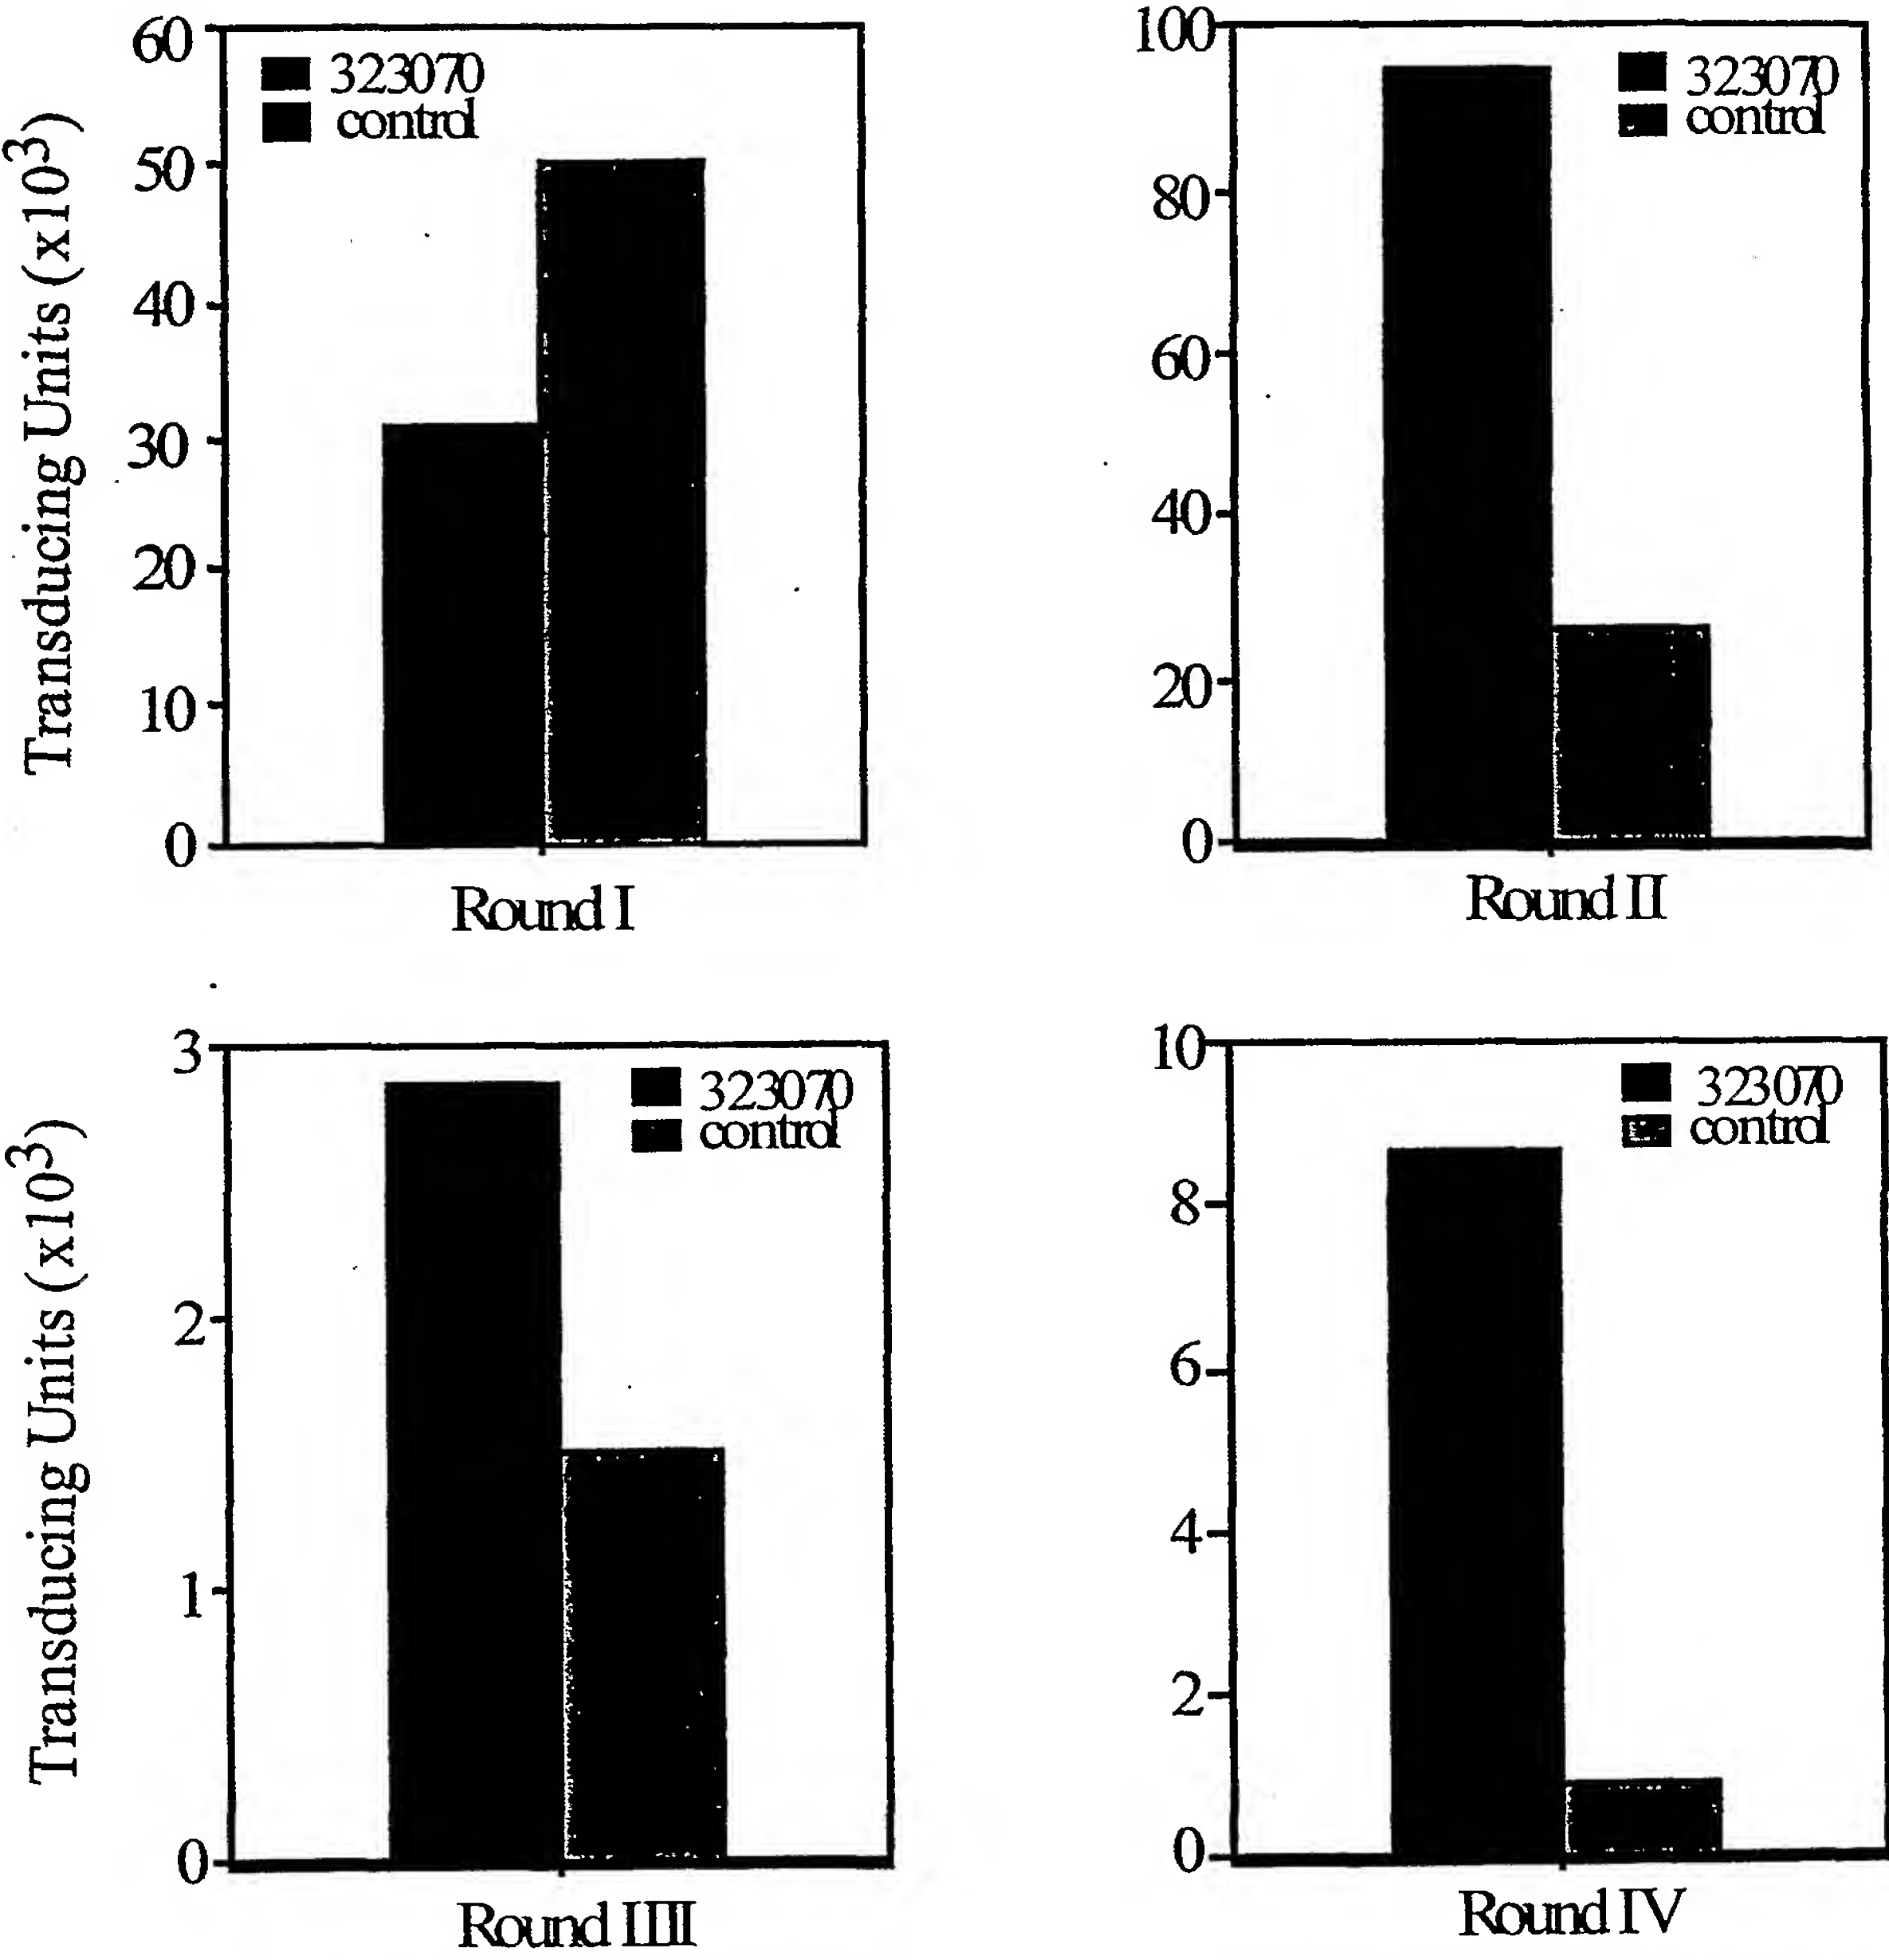 Transducing Units (x10³)
60
50
40
30
20
10
0
323070
control
Round I
100
80
60
40
20
0
323070
control
Round II
Transducing Units (x10³)
3
2
1
0
323070
control
Round IIII
10
8
6
4
2
0
323070
control
Round IV